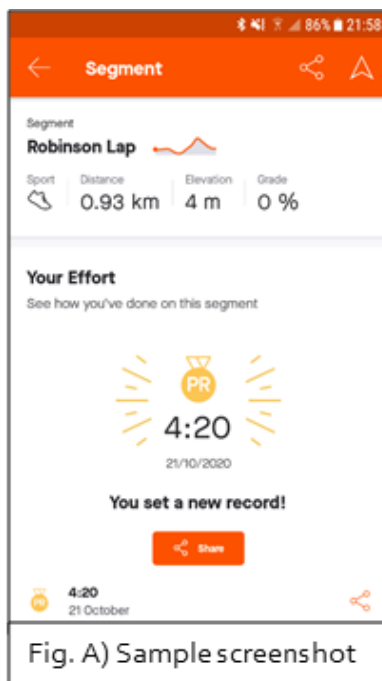 86% 21:58
Segment
Segment
Robinson Lap
Sport Distance Elevation Grade
0.93 km 4 m 0 %
Your Effort
See how you've done on this segment
PR
4:20
21/10/2020
You set a new record!
Share
PR 4:20
21 October
Fig. A) Sample screenshot